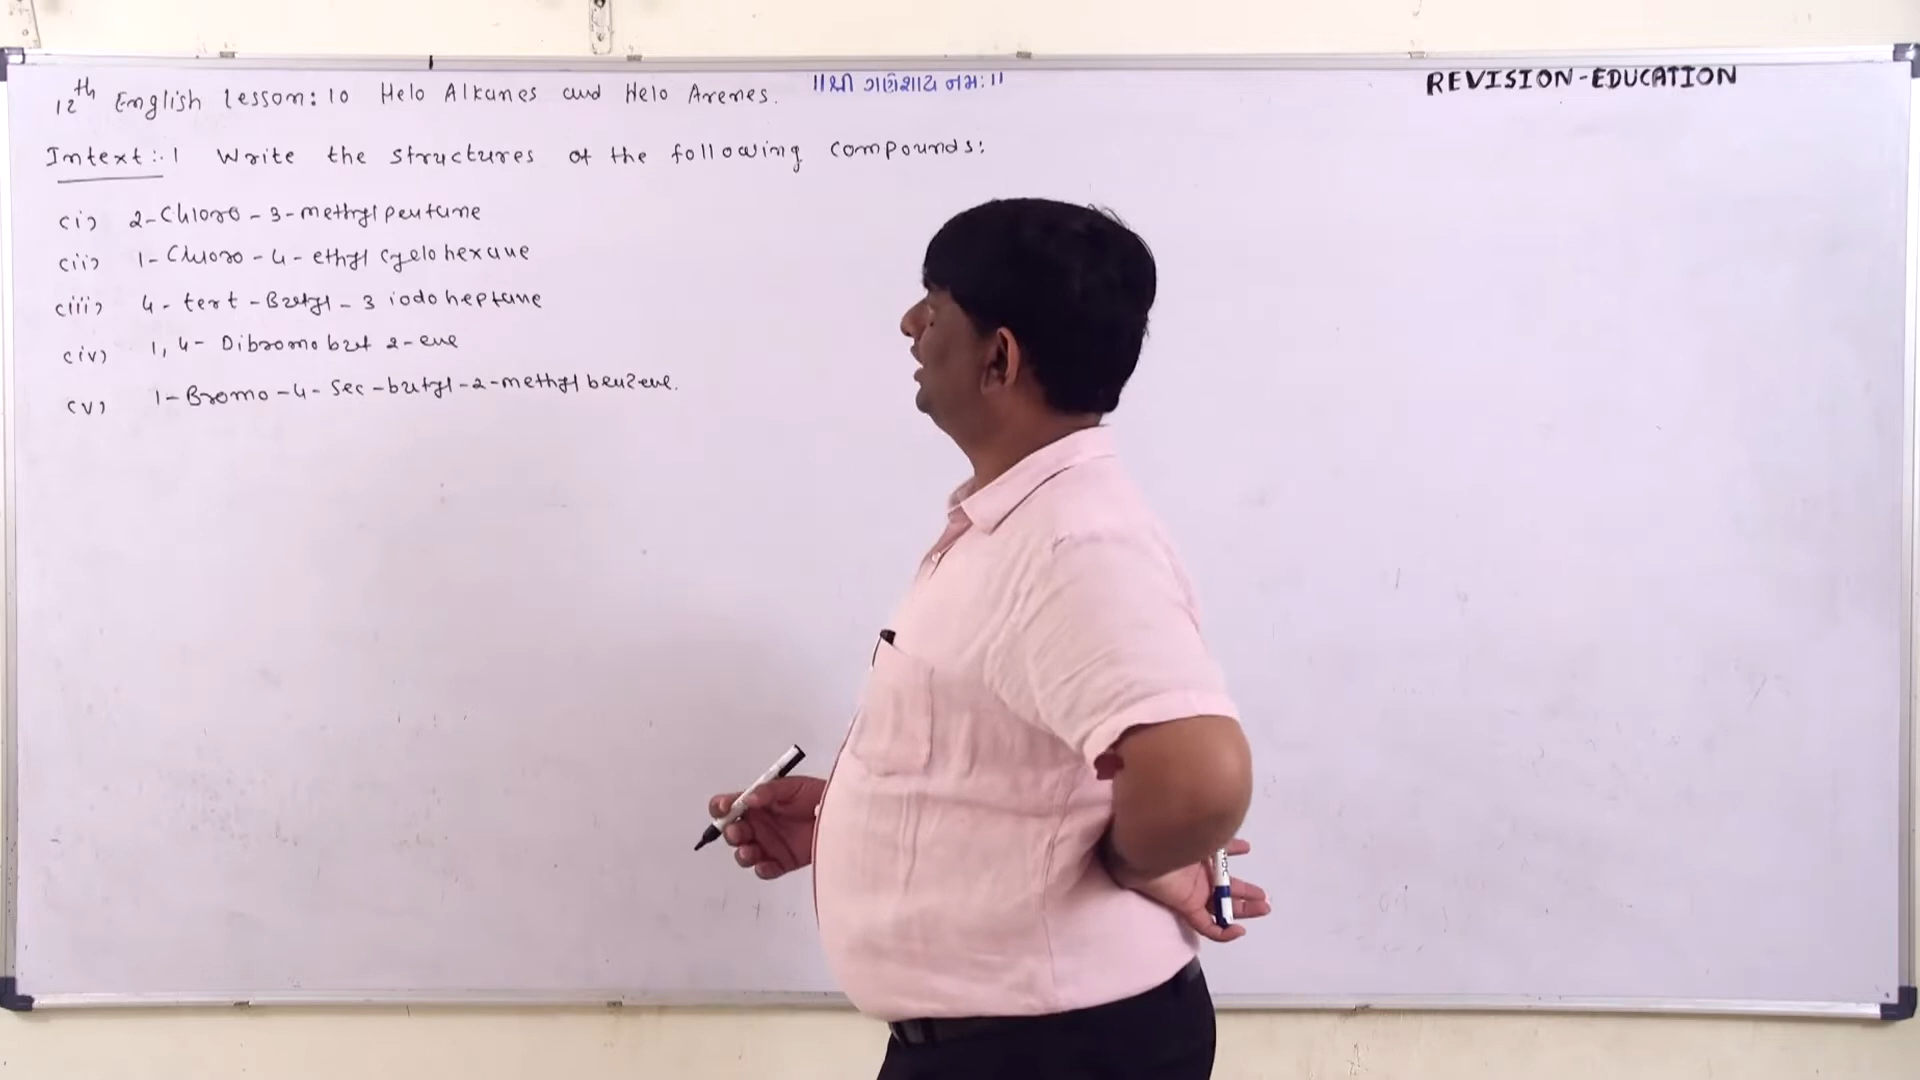 12th English Lesson: 10 Helo Alkanes and Helo Arenes.
॥શ્રી ગણેશાય નમઃ॥
REVISION-EDUCATION
Intext:-1 Write the structures of the following compounds:
(i) 2-Chloro-3-methyl pentane
(ii) 1-Chloro-4-ethyl cyclohexane
(iii) 4-tert-Butyl-3 iodo heptane
(iv) 1,4-Dibromo but 2-ene
(v) 1-Bromo-4-Sec-butyl-2-methyl benzene.